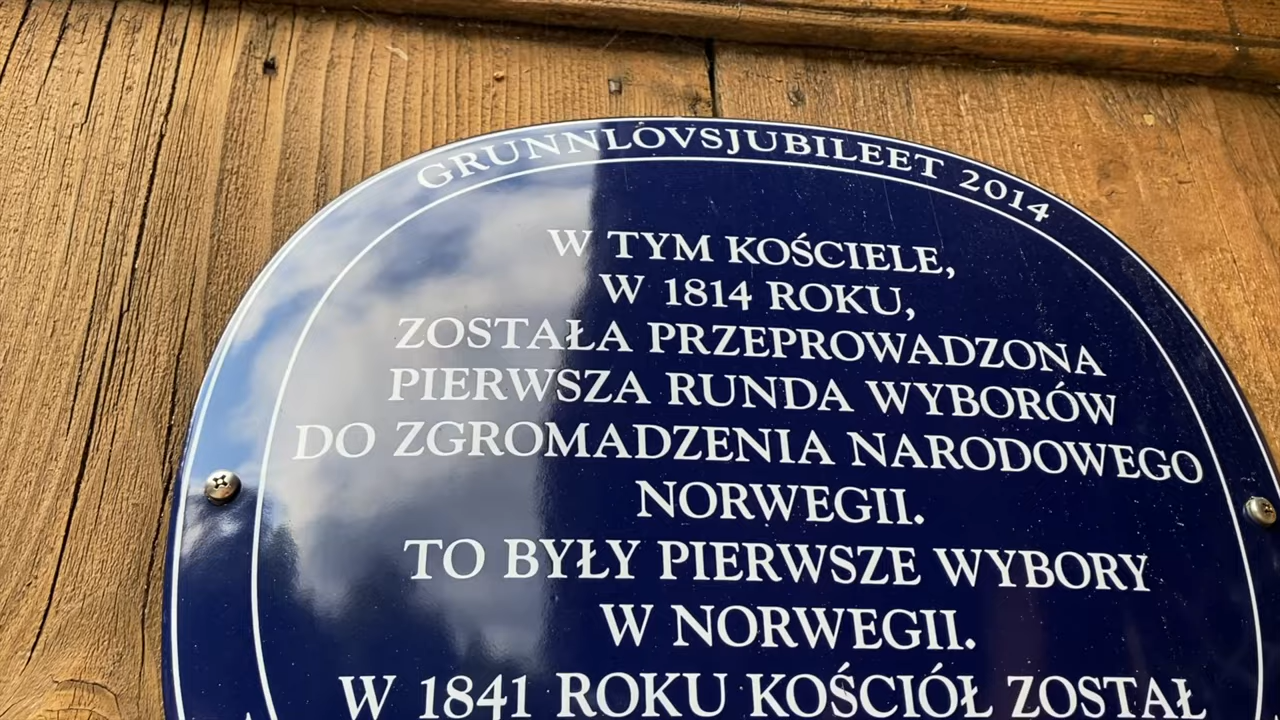 GRUNNLOVSJUBILEET 2014
W TYM KOŚCIELE,
W 1814 ROKU,
ZOSTAŁA PRZEPROWADZONA
PIERWSZA RUNDA WYBORÓW
DO ZGROMADZENIA NARODOWEGO
NORWEGII.
TO BYŁY PIERWSZE WYBORY
W NORWEGII.
W 1841 ROKU KOŚCIÓŁ ZOSTAŁ